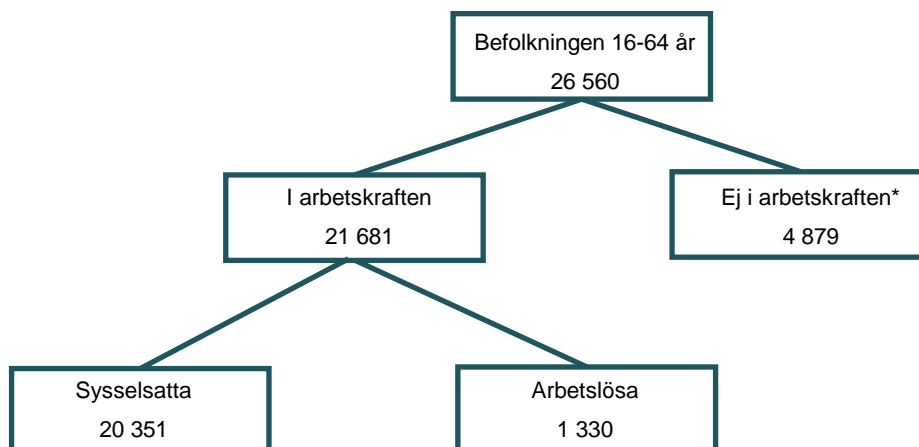 Befolkningen 16-64 år
26 560
I arbetskraften
21 681
Ej i arbetskraften*
4 879
Sysselsatta
20 351
Arbetslösa
1 330